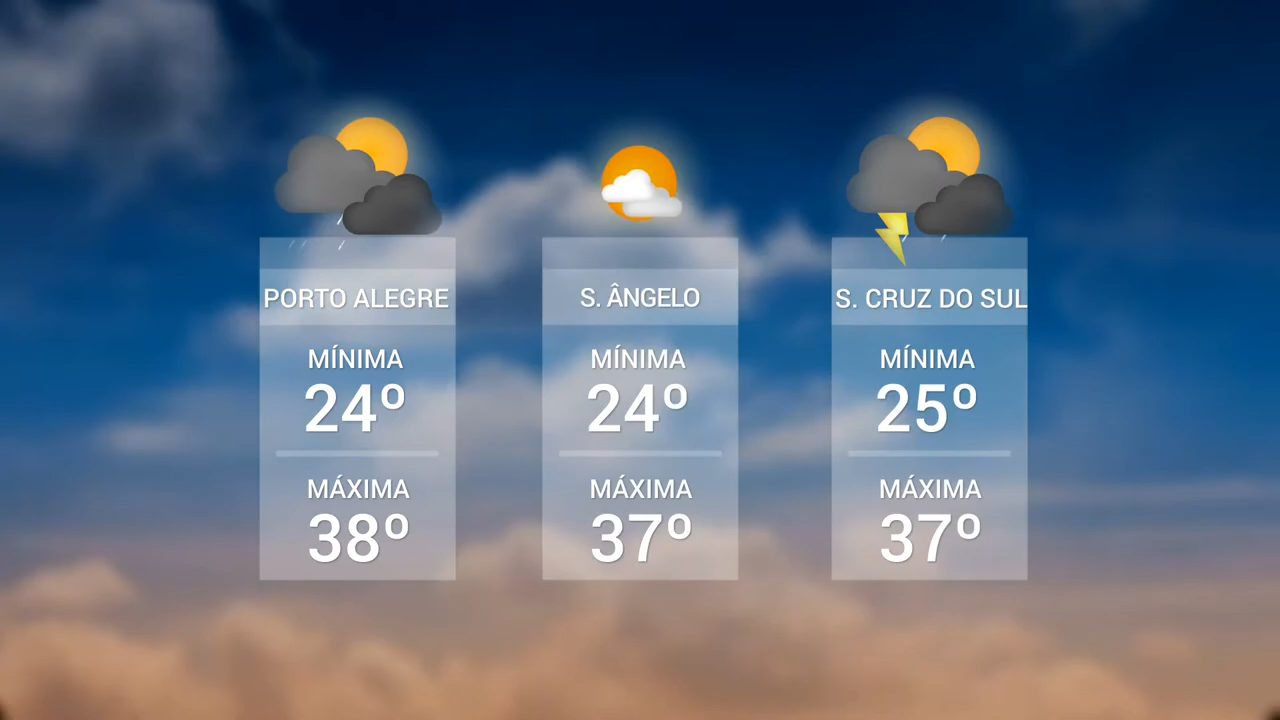 PORTO ALEGRE
MÍNIMA
24º
MÁXIMA
38º
S. ÂNGELO
MÍNIMA
24º
MÁXIMA
37º
S. CRUZ DO SUL
MÍNIMA
25º
MÁXIMA
37º